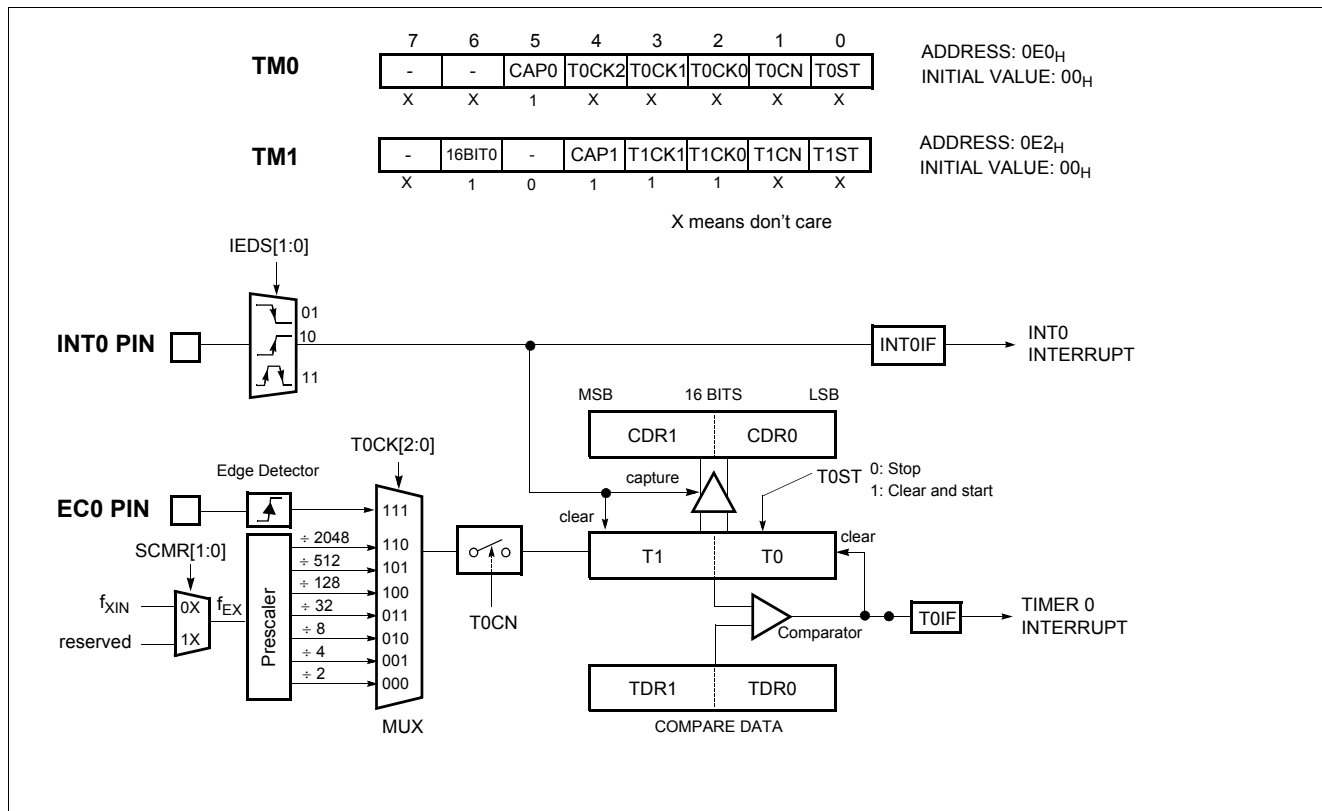 7 6 5 4 3 2 1 0
TM0
- - CAP0 T0CK2 T0CK1 T0CK0 T0CN T0ST
X X 1 X X X X X
ADDRESS: 0E0H
INITIAL VALUE: 00H
TM1
- 16BIT0 - CAP1 T1CK1 T1CK0 T1CN T1ST
X 1 0 1 1 1 X X
ADDRESS: 0E2H
INITIAL VALUE: 00H
X means don't care
IEDS[1:0]
01
10
11
INT0 PIN
INT0IF
INT0
INTERRUPT
MSB 16 BITS LSB
CDR1 CDR0
capture
T0ST
0: Stop
1: Clear and start
T0CK[2:0]
Edge Detector
EC0 PIN
111
clear
T1 T0
clear
SCMR[1:0]
fXIN
reserved
0X
1X
fEX
Prescaler
÷ 2048
÷ 512
÷ 128
÷ 32
÷ 8
÷ 4
÷ 2
110
101
100
011
010
001
000
MUX
T0CN
Comparator
T0IF
TIMER 0
INTERRUPT
TDR1 TDR0
COMPARE DATA